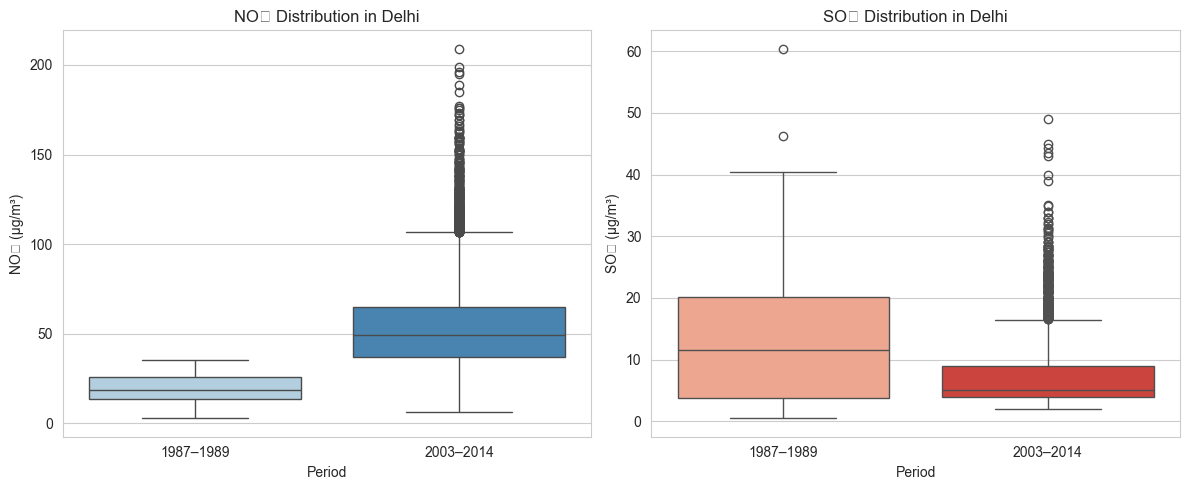 NO▯ Distribution in Delhi
NO▯ (µg/m³)
200
150
100
50
0
1987–1989
2003–2014
Period
SO▯ Distribution in Delhi
SO▯ (µg/m³)
60
50
40
30
20
10
0
1987–1989
2003–2014
Period